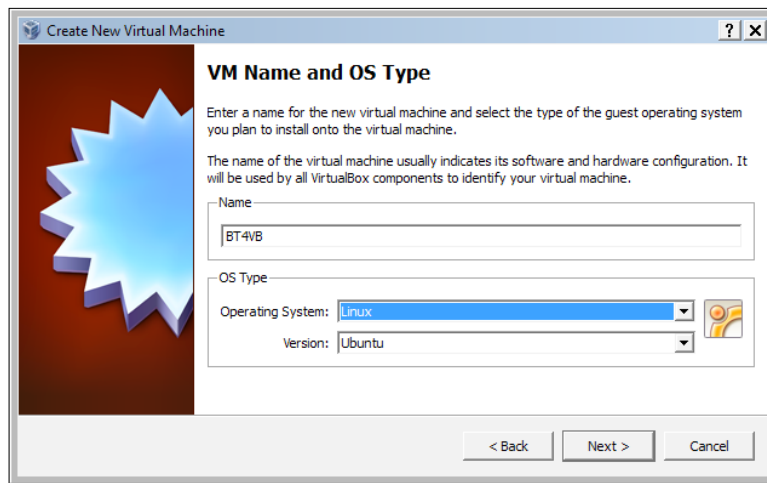 Create New Virtual Machine
VM Name and OS Type
Enter a name for the new virtual machine and select the type of the guest operating system
you plan to install onto the virtual machine.
The name of the virtual machine usually indicates its software and hardware configuration. It
will be used by all VirtualBox components to identify your virtual machine.
Name
BT4VB
OS Type
Operating System: Linux
Version: Ubuntu
< Back Next > Cancel